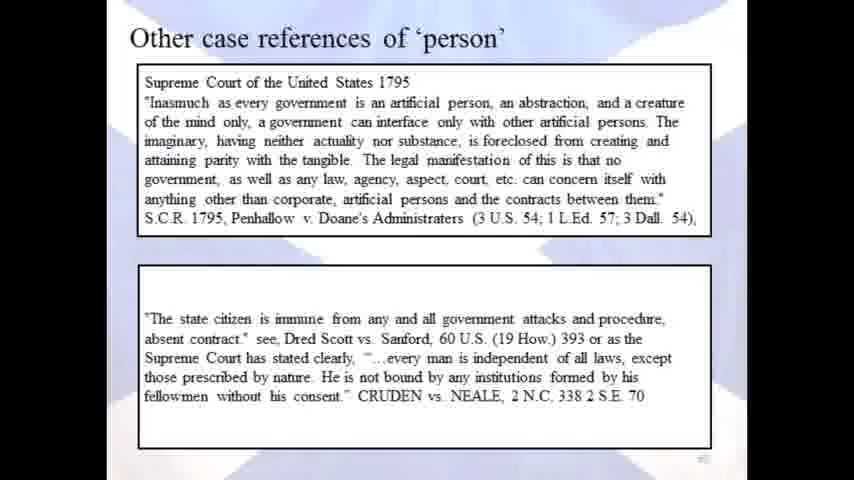 Other case references of ‘person’
Supreme Court of the United States 1795
"Inasmuch as every government is an artificial person, an abstraction, and a creature
of the mind only, a government can interface only with other artificial persons. The
imaginary, having neither actuality nor substance, is foreclosed from creating and
attaining parity with the tangible. The legal manifestation of this is that no
government, as well as any law, agency, aspect, court, etc. can concern itself with
anything other than corporate, artificial persons and the contracts between them."
S.C.R. 1795, Penhallow v. Doane's Administraters (3 U.S. 54; 1 L.Ed. 57; 3 Dall. 54),
"The state citizen is immune from any and all government attacks and procedure,
absent contract." see, Dred Scott vs. Sanford, 60 U.S. (19 How.) 393 or as the
Supreme Court has stated clearly, “…every man is independent of all laws, except
those prescribed by nature. He is not bound by any institutions formed by his
fellowmen without his consent.” CRUDEN vs. NEALE, 2 N.C. 338 2 S.E. 70